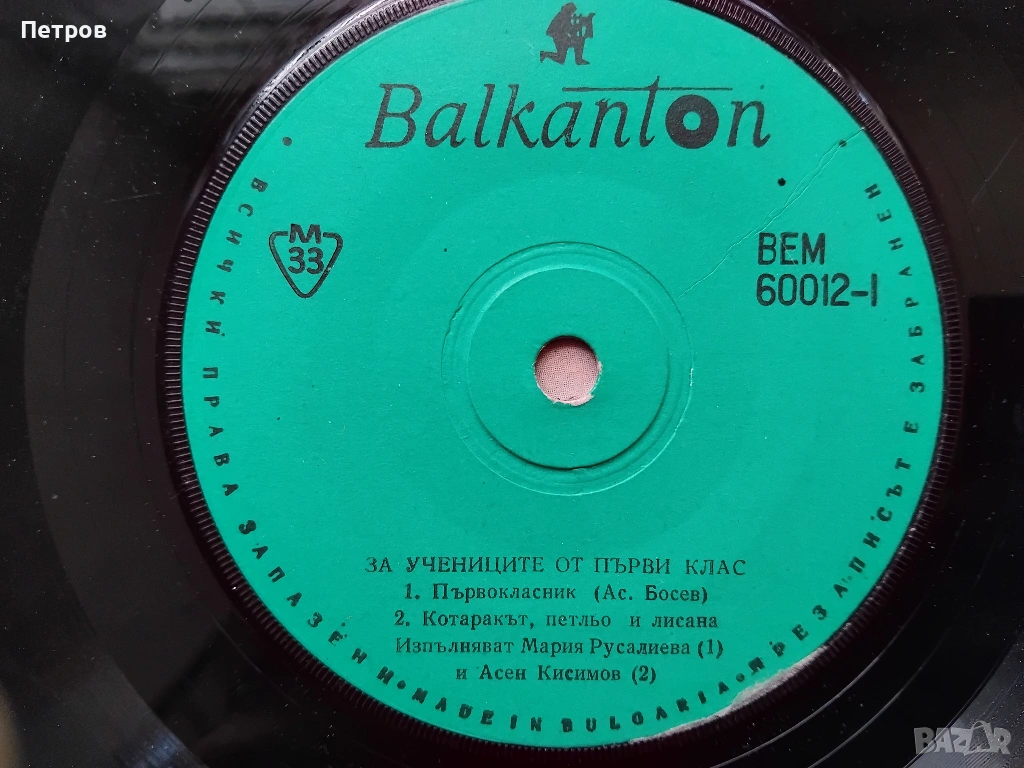 Петров
Balkanton
М
33
ВЕМ
60012-I
ЗА УЧЕНИЦИТЕ ОТ ПЪРВИ КЛАС
1. Първокласник (Ас. Босев)
2. Котаракът, петльо и лисана
Изпълняват Мария Русалиева (1)
и Асен Кисимов (2)
• ВСИЧКИ ПРАВА ЗАПАЗЕНИ • MADE IN BULGARIA • ПРЕЗАПИСЪТ Е ЗАБРАНЕН •
BAZAR